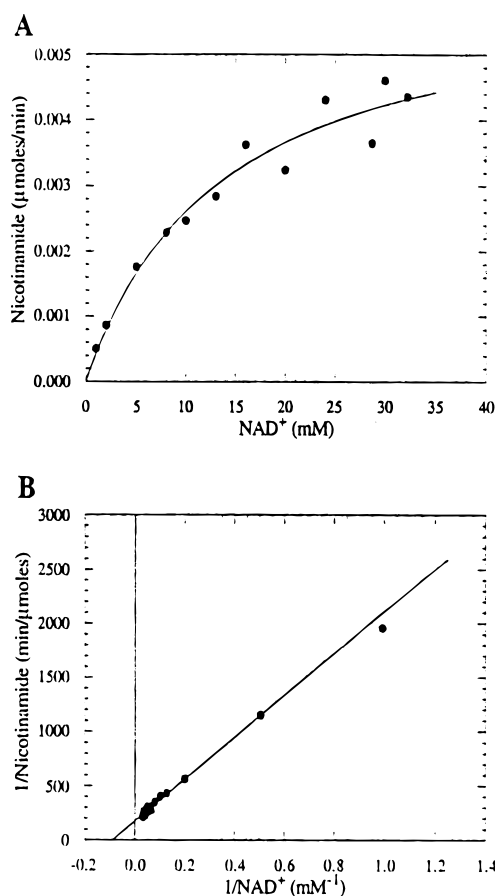 A
0.005
0.004
0.003
0.002
0.001
0.000
Nicotinamide (μmoles/min)
0 5 10 15 20 25 30 35 40
NAD+ (mM)
B
3000
2500
2000
1500
1000
500
0
1/Nicotinamide (min/μmoles)
-0.2 0.0 0.2 0.4 0.6 0.8 1.0 1.2 1.4
1/NAD+ (mM⁻¹)